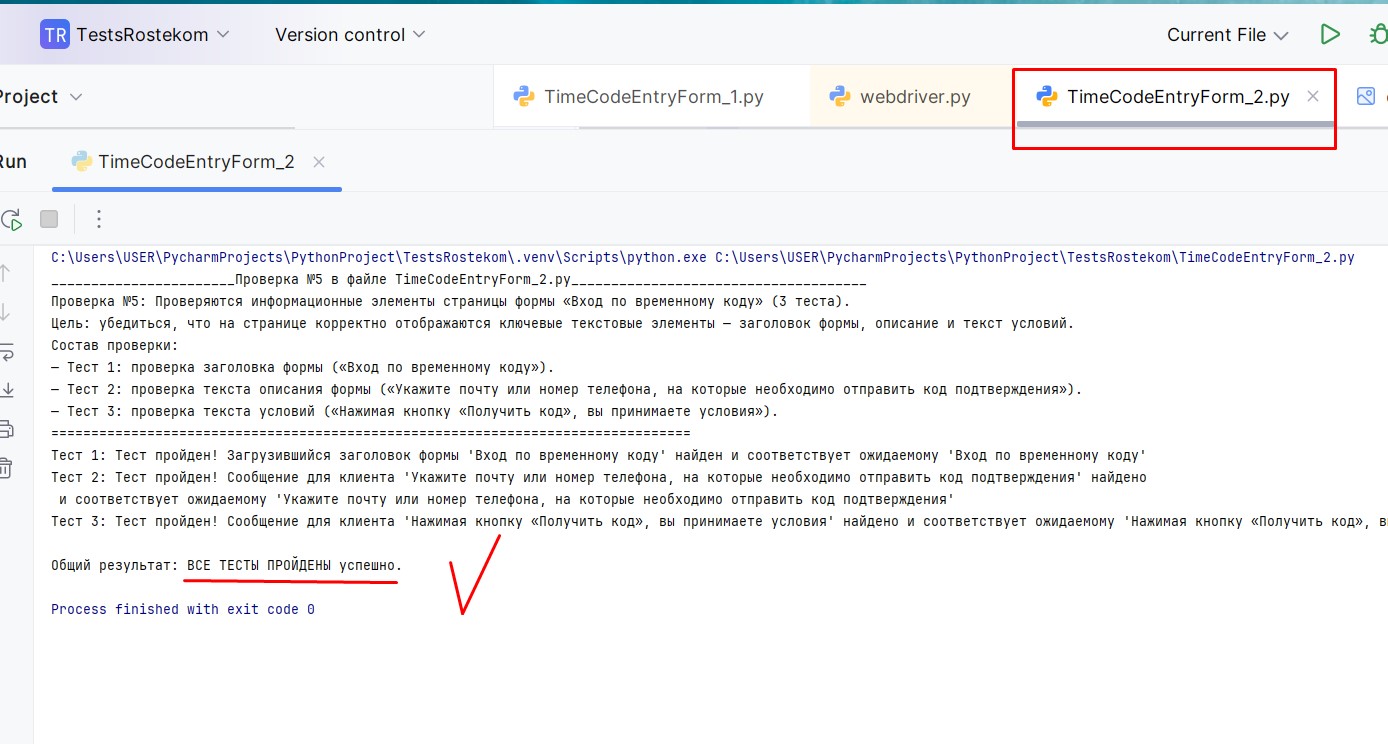 TR TestsRostekom Version control Current File
Project TimeCodeEntryForm_1.py webdriver.py TimeCodeEntryForm_2.py
Run TimeCodeEntryForm_2
C:\Users\USER\PycharmProjects\PythonProject\TestsRostekom\.venv\Scripts\python.exe C:\Users\USER\PycharmProjects\PythonProject\TestsRostekom\TimeCodeEntryForm_2.py
_______________________Проверка №5 в файле TimeCodeEntryForm_2.py_____________________________________
Проверка №5: Проверяются информационные элементы страницы формы «Вход по временному коду» (3 теста).
Цель: убедиться, что на странице корректно отображаются ключевые текстовые элементы — заголовок формы, описание и текст условий.
Состав проверки:
— Тест 1: проверка заголовка формы («Вход по временному коду»).
— Тест 2: проверка текста описания формы («Укажите почту или номер телефона, на которые необходимо отправить код подтверждения»).
— Тест 3: проверка текста условий («Нажимая кнопку «Получить код», вы принимаете условия»).
================================================================================
Тест 1: Тест пройден! Загрузившийся заголовок формы 'Вход по временному коду' найден и соответствует ожидаемому 'Вход по временному коду'
Тест 2: Тест пройден! Сообщение для клиента 'Укажите почту или номер телефона, на которые необходимо отправить код подтверждения' найдено
и соответствует ожидаемому 'Укажите почту или номер телефона, на которые необходимо отправить код подтверждения'
Тест 3: Тест пройден! Сообщение для клиента 'Нажимая кнопку «Получить код», вы принимаете условия' найдено и соответствует ожидаемому 'Нажимая кнопку «Получить код»,
Общий результат: ВСЕ ТЕСТЫ ПРОЙДЕНЫ успешно.
Process finished with exit code 0